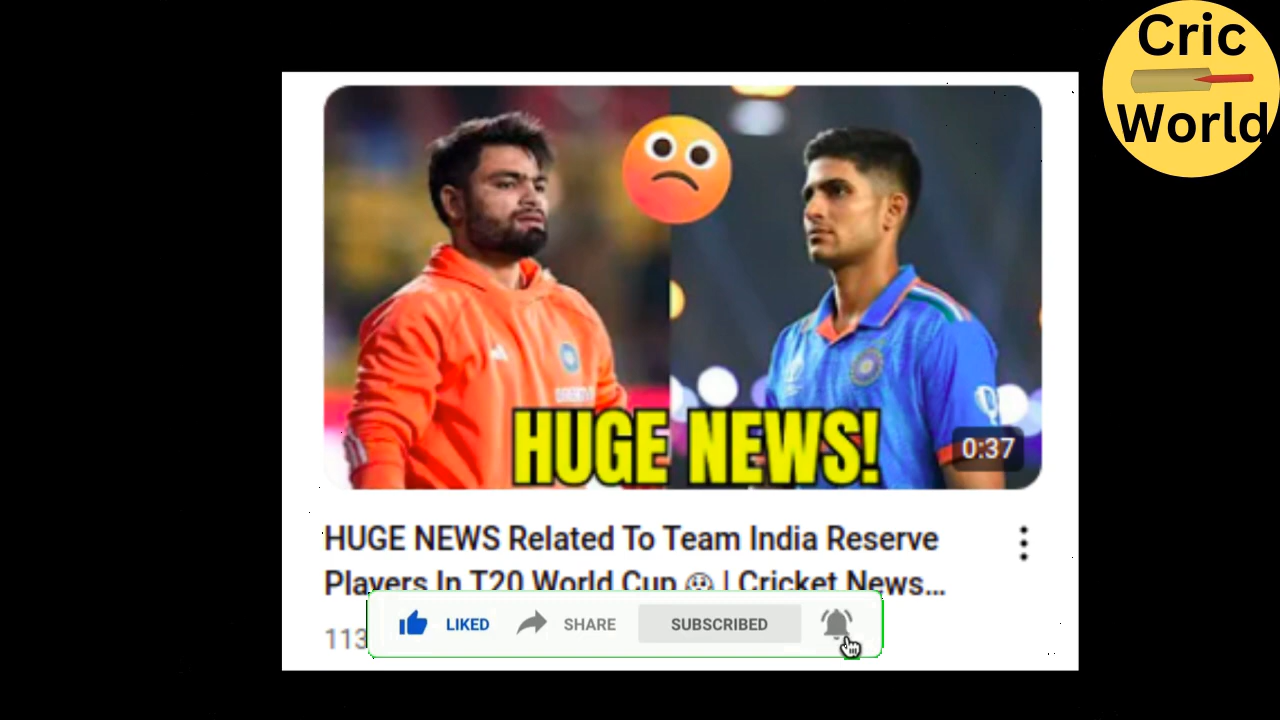 Cric
World
HUGE NEWS!
0:37
HUGE NEWS Related To Team India Reserve
Players In T20 World Cup 😨 | Cricket News...
113
LIKED
SHARE
SUBSCRIBED